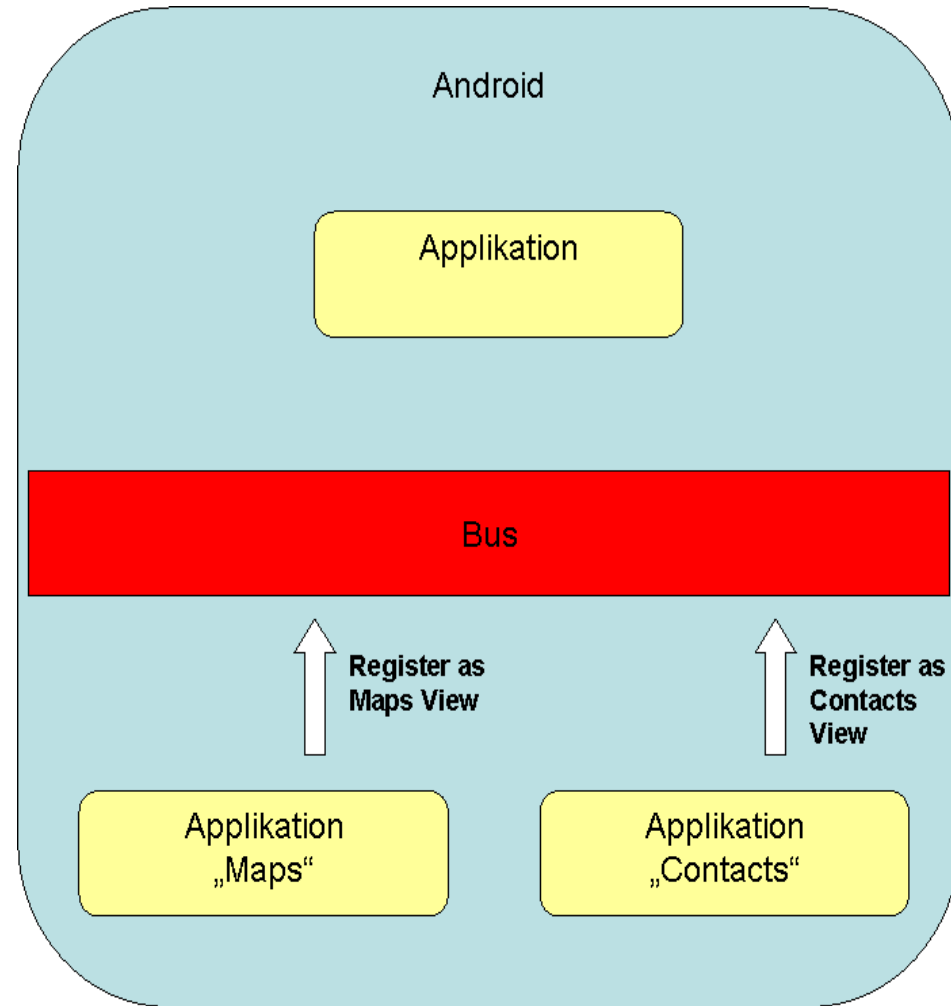 Android
Applikation
Bus
Register as
Maps View
Register as
Contacts
View
Applikation
„Maps“
Applikation
„Contacts“